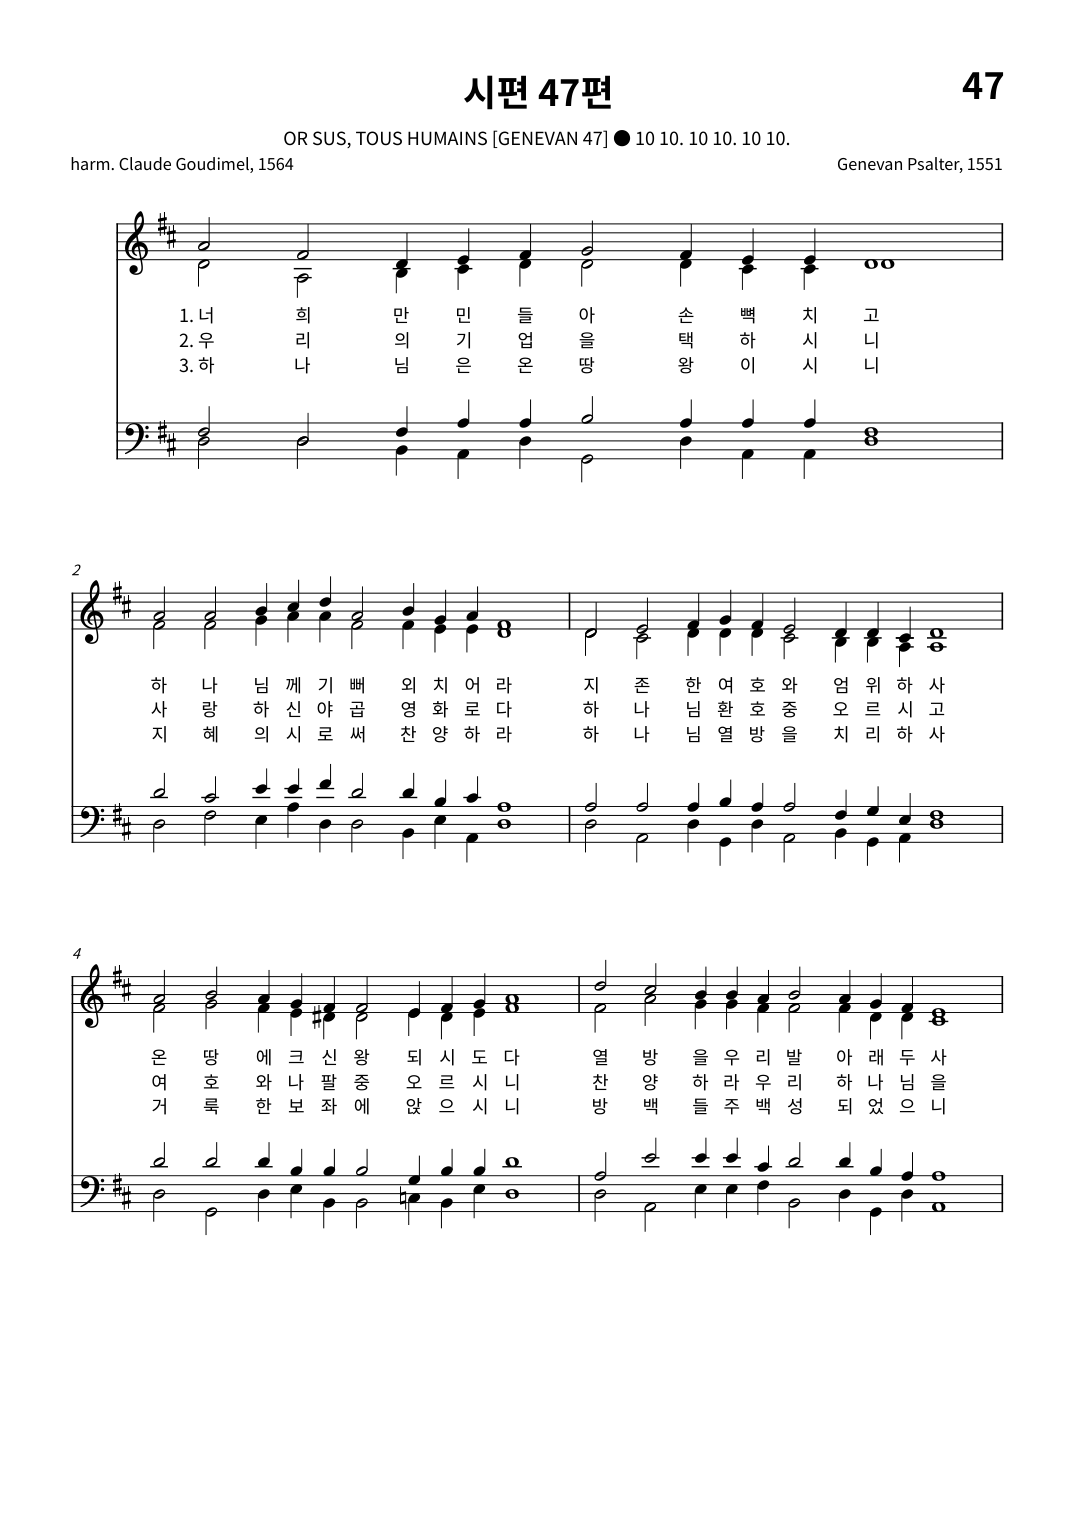 시편 47편
47
OR SUS, TOUS HUMAINS [GENEVAN 47] ● 10 10. 10 10. 10 10.
harm. Claude Goudimel, 1564
Genevan Psalter, 1551
1. 너 희 만 민 들 아 손 뼉 치 고
2. 우 리 의 기 업 을 택 하 시 니
3. 하 나 님 은 온 땅 왕 이 시 니
2
하 나 님 께 기 뻐 외 치 어 라 지 존 한 여 호 와 엄 위 하 사
사 랑 하 신 야 곱 영 화 로 다 하 나 님 환 호 중 오 르 시 고
지 혜 의 시 로 써 찬 양 하 라 하 나 님 열 방 을 치 리 하 사
4
온 땅 에 크 신 왕 되 시 도 다 열 방 을 우 리 발 아 래 두 사
여 호 와 나 팔 중 오 르 시 니 찬 양 하 라 우 리 하 나 님 을
거 룩 한 보 좌 에 앉 으 시 니 방 백 들 주 백 성 되 었 으 니